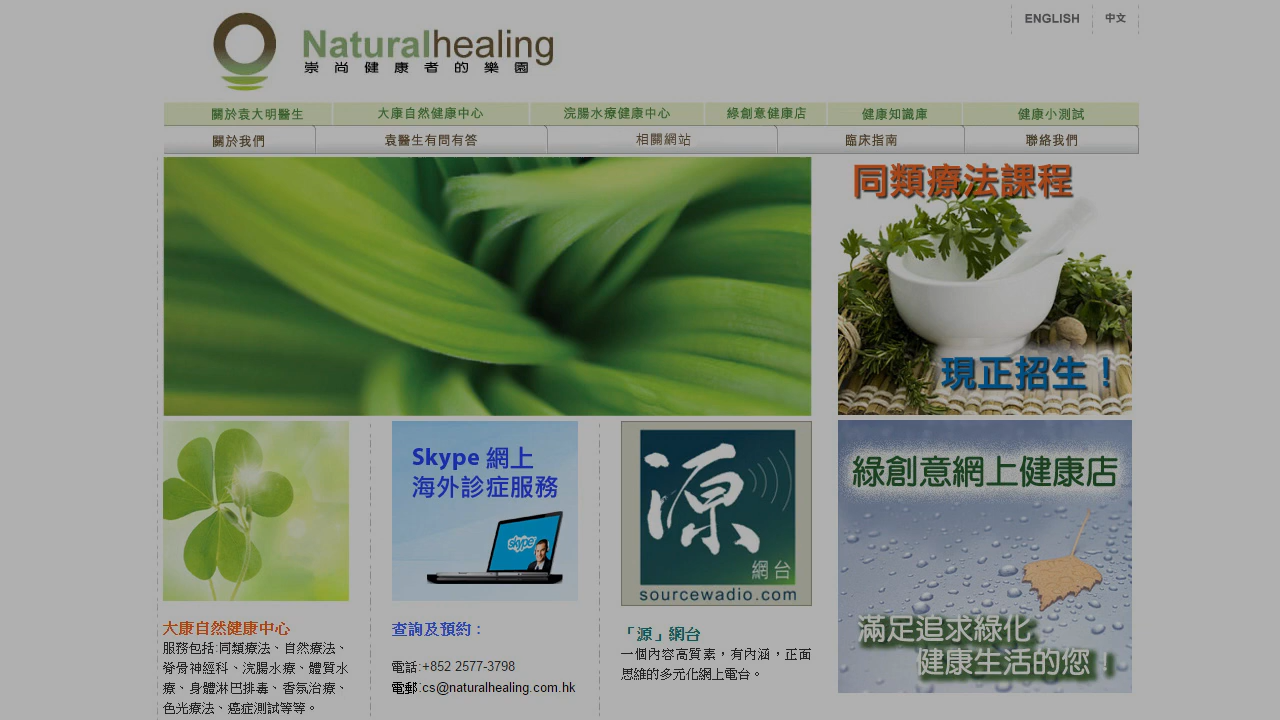 ENGLISH 中文
Naturalhealing
崇尚健康者的樂園
關於袁大明醫生 大康自然健康中心 浣腸水療健康中心 綠創意健康店 健康知識庫 健康小測試
關於我們 袁醫生有問有答 相關網站 臨床指南 聯絡我們
同類療法課程
現正招生！
Skype 網上
海外診症服務
skype
源
網台
sourcewadio.com
綠創意網上健康店
滿足追求綠化
健康生活的您！
大康自然健康中心
服務包括:同類療法、自然療法、
脊骨神經科、浣腸水療、活氧水
療、身體淋巴排毒、香氣治療、
色光療法、癌症測試等等。
查詢及預約：
電話:+852 2577-3798
電郵:cs@naturalhealing.com.hk
「源」網台
一個內容高質素，有內涵，正面
思維的多元化網上電台。